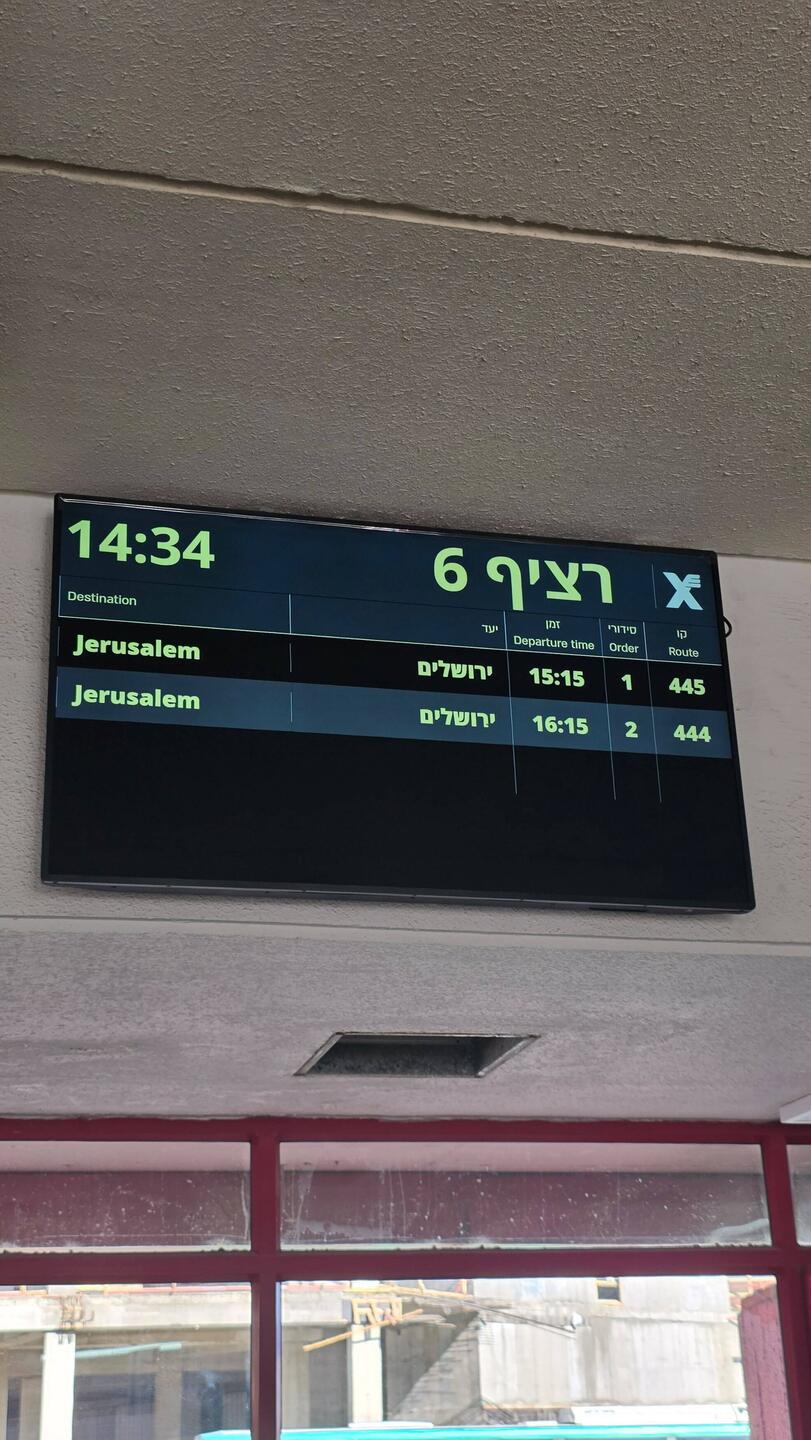 14:34 רציף 6
Destination יעד זמן Departure time סידורי Order קו Route
Jerusalem ירושלים 15:15 1 445
Jerusalem ירושלים 16:15 2 444